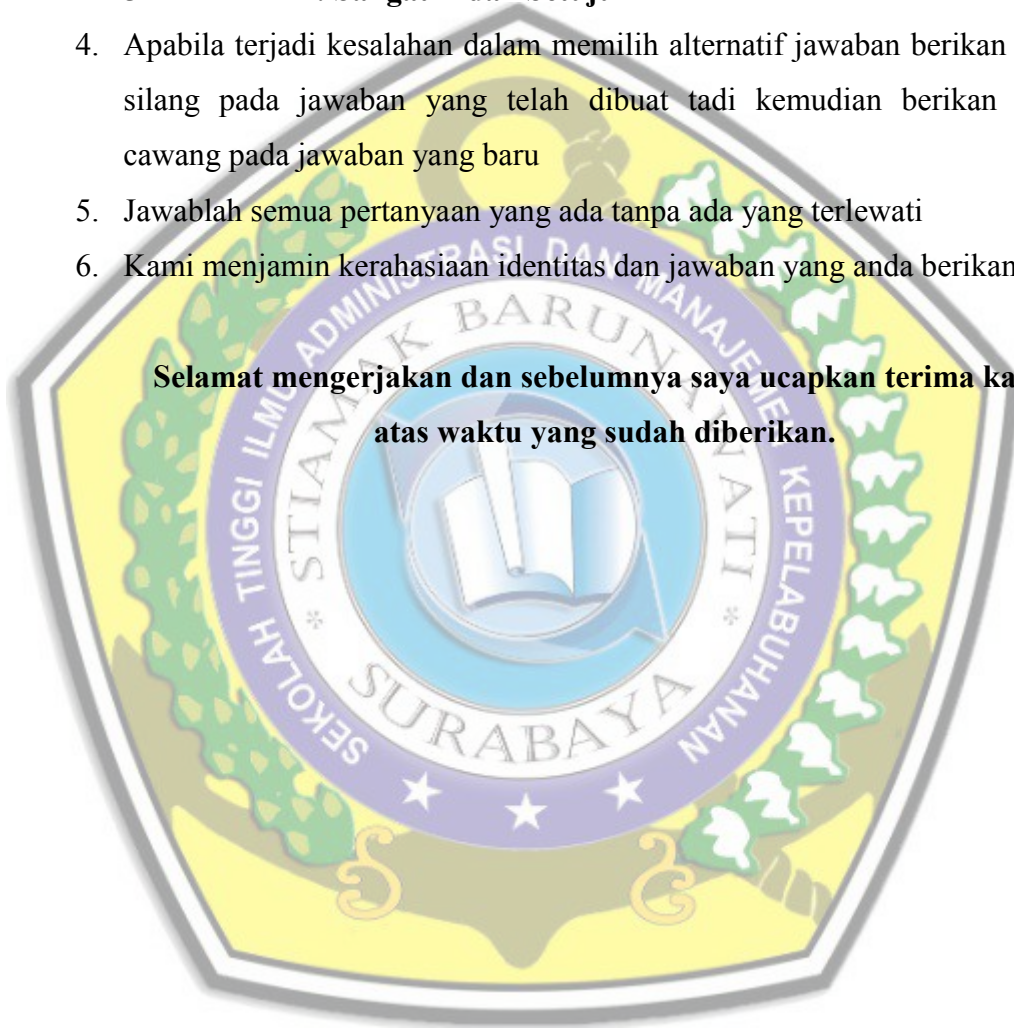 4. Apabila terjadi kesalahan dalam memilih alternatif jawaban berikan
silang pada jawaban yang telah dibuat tadi kemudian berikan
cawang pada jawaban yang baru
5. Jawablah semua pertanyaan yang ada tanpa ada yang terlewati
6. Kami menjamin kerahasiaan identitas dan jawaban yang anda berikan
Selamat mengerjakan dan sebelumnya saya ucapkan terima ka
atas waktu yang sudah diberikan.
SEKOLAH TINGGI ILMU ADMINISTRASI DAN MANAJEMEN KEPELABUHANAN
STIAMAK BARUNAWATI
* SURABAYA *